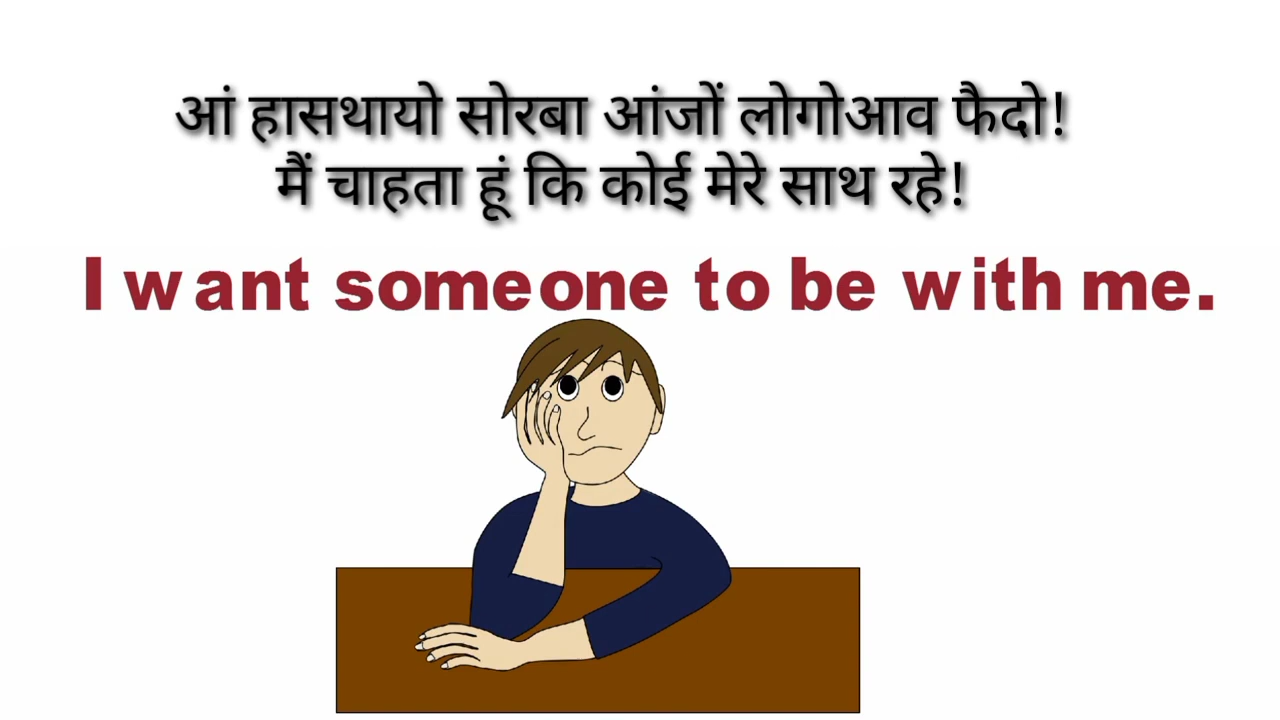 आं हासथायो सोरबा आंजों लोगोआव फैदो!
मैं चाहता हूं कि कोई मेरे साथ रहे!
I want someone to be with me.